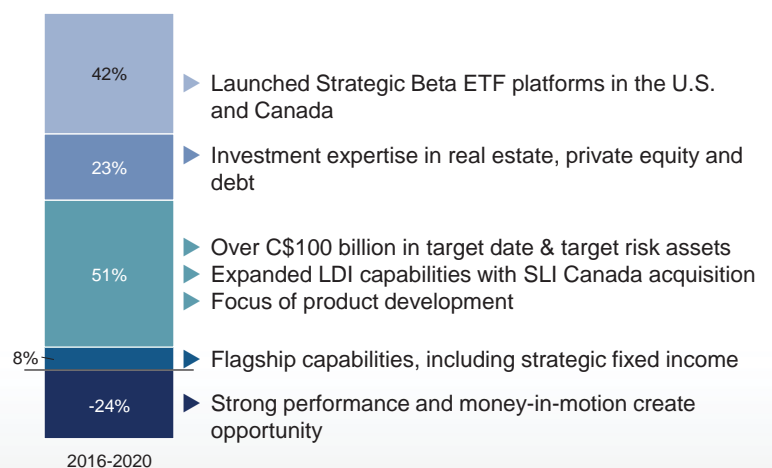 42%
Launched Strategic Beta ETF platforms in the U.S.
and Canada
23%
Investment expertise in real estate, private equity and
debt
51%
Over C$100 billion in target date & target risk assets
Expanded LDI capabilities with SLI Canada acquisition
Focus of product development
8%
Flagship capabilities, including strategic fixed income
-24%
Strong performance and money-in-motion create
opportunity
2016-2020